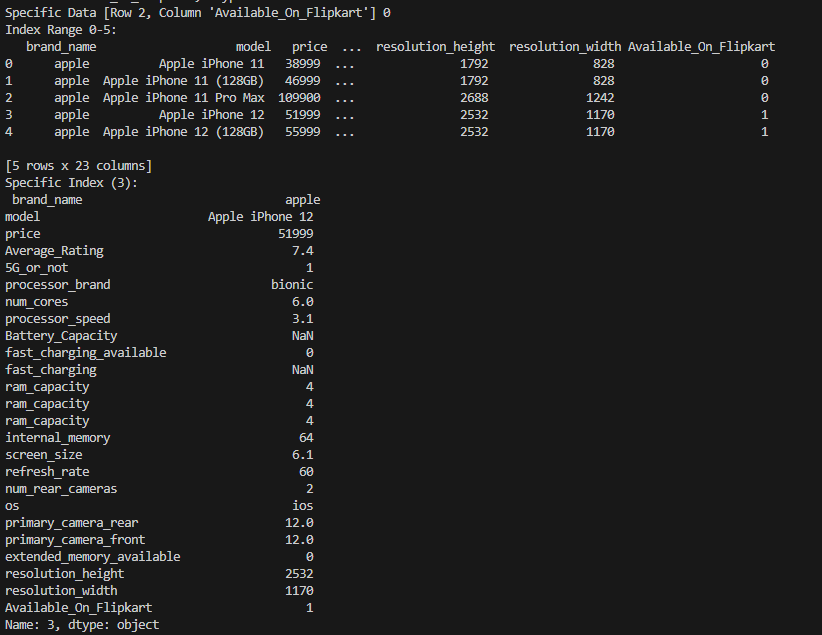 Specific Data [Row 2, Column 'Available_On_Flipkart'] 0
Index Range 0-5:
   brand_name                    model   price  ...  resolution_height  resolution_width Available_On_Flipkart
0       apple          Apple iPhone 11   38999  ...               1792               828                     0
1       apple  Apple iPhone 11 (128GB)   46999  ...               1792               828                     0
2       apple  Apple iPhone 11 Pro Max  109900  ...               2688              1242                     0
3       apple          Apple iPhone 12   51999  ...               2532              1170                     1
4       apple  Apple iPhone 12 (128GB)   55999  ...               2532              1170                     1

[5 rows x 23 columns]
Specific Index (3):
 brand_name                             apple
model                        Apple iPhone 12
price                                  51999
Average_Rating                           7.4
5G_or_not                                  1
processor_brand                       bionic
num_cores                                6.0
processor_speed                          3.1
Battery_Capacity                         NaN
fast_charging_available                    0
fast_charging                            NaN
ram_capacity                               4
ram_capacity                               4
ram_capacity                               4
internal_memory                           64
screen_size                              6.1
refresh_rate                              60
num_rear_cameras                           2
os                                       ios
primary_camera_rear                     12.0
primary_camera_front                    12.0
extended_memory_available                  0
resolution_height                       2532
resolution_width                        1170
Available_On_Flipkart                      1
Name: 3, dtype: object